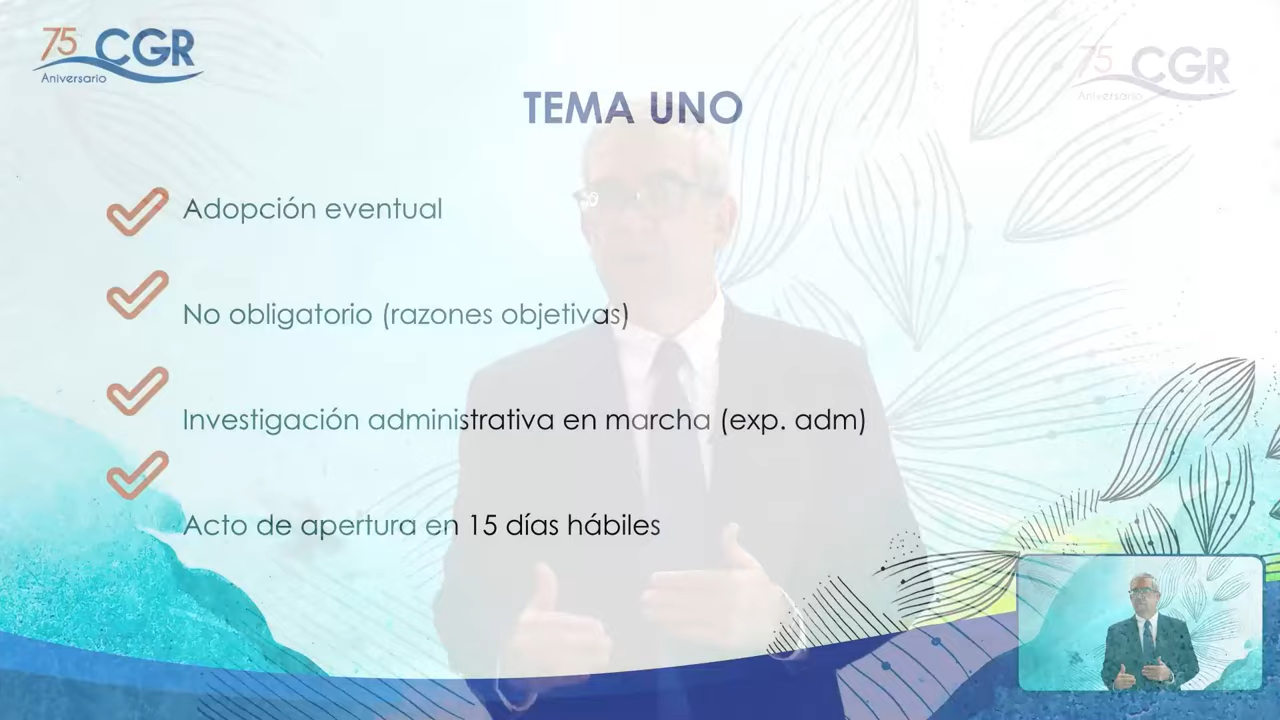 75 CGR
Aniversario
75 CGR
Aniversario
TEMA UNO
Adopción eventual
No obligatorio (razones objetivas)
Investigación administrativa en marcha (exp. adm)
Acto de apertura en 15 días hábiles